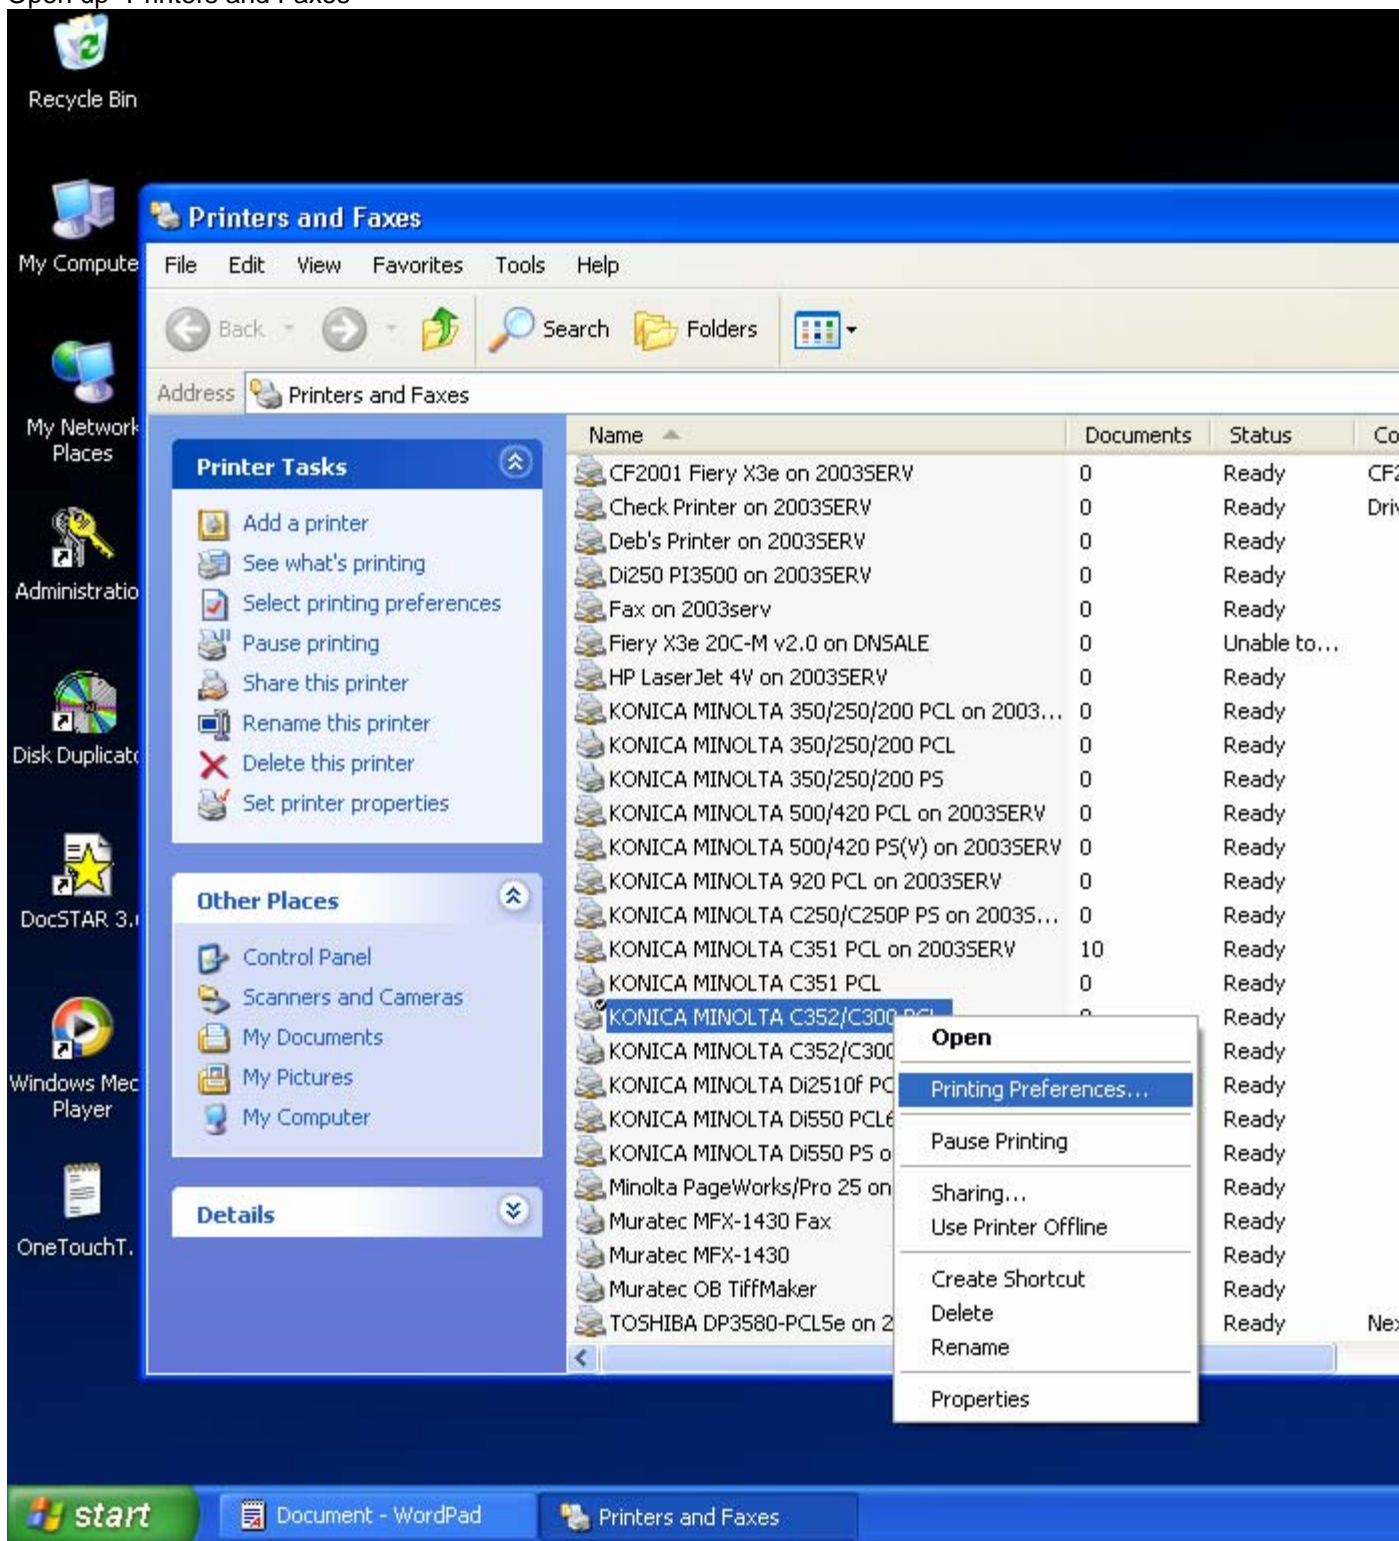 Open up "Printers and Faxes"
Recycle Bin
My Compute
My Network
Places
Administratio
Disk Duplicato
DocSTAR 3.
Windows Med
Player
OneTouchT.
Printers and Faxes
File Edit View Favorites Tools Help
Back Search Folders
Address Printers and Faxes
Printer Tasks
Add a printer
See what's printing
Select printing preferences
Pause printing
Share this printer
Rename this printer
Delete this printer
Set printer properties
Other Places
Control Panel
Scanners and Cameras
My Documents
My Pictures
My Computer
Details
Name Documents Status Co
CF2001 Fiery X3e on 2003SERV 0 Ready CF2
Check Printer on 2003SERV 0 Ready Driv
Deb's Printer on 2003SERV 0 Ready
Di250 PI3500 on 2003SERV 0 Ready
Fax on 2003serv 0 Ready
Fiery X3e 20C-M v2.0 on DNSALE 0 Unable to...
HP LaserJet 4V on 2003SERV 0 Ready
KONICA MINOLTA 350/250/200 PCL on 2003... 0 Ready
KONICA MINOLTA 350/250/200 PCL 0 Ready
KONICA MINOLTA 350/250/200 PS 0 Ready
KONICA MINOLTA 500/420 PCL on 2003SERV 0 Ready
KONICA MINOLTA 500/420 PS(V) on 2003SERV 0 Ready
KONICA MINOLTA 920 PCL on 2003SERV 0 Ready
KONICA MINOLTA C250/C250P PS on 2003S... 0 Ready
KONICA MINOLTA C351 PCL on 2003SERV 10 Ready
KONICA MINOLTA C351 PCL 0 Ready
KONICA MINOLTA C352/C300 PCL 0 Ready
KONICA MINOLTA C352/C300 Ready
KONICA MINOLTA Di2510f PC Ready
KONICA MINOLTA Di550 PCL6 Ready
KONICA MINOLTA Di550 PS o Ready
Minolta PageWorks/Pro 25 on Ready
Muratec MFX-1430 Fax Ready
Muratec MFX-1430 Ready
Muratec OB TiffMaker Ready
TOSHIBA DP3580-PCL5e on 2 Ready Nex
Open
Printing Preferences...
Pause Printing
Sharing...
Use Printer Offline
Create Shortcut
Delete
Rename
Properties
start Document - WordPad Printers and Faxes